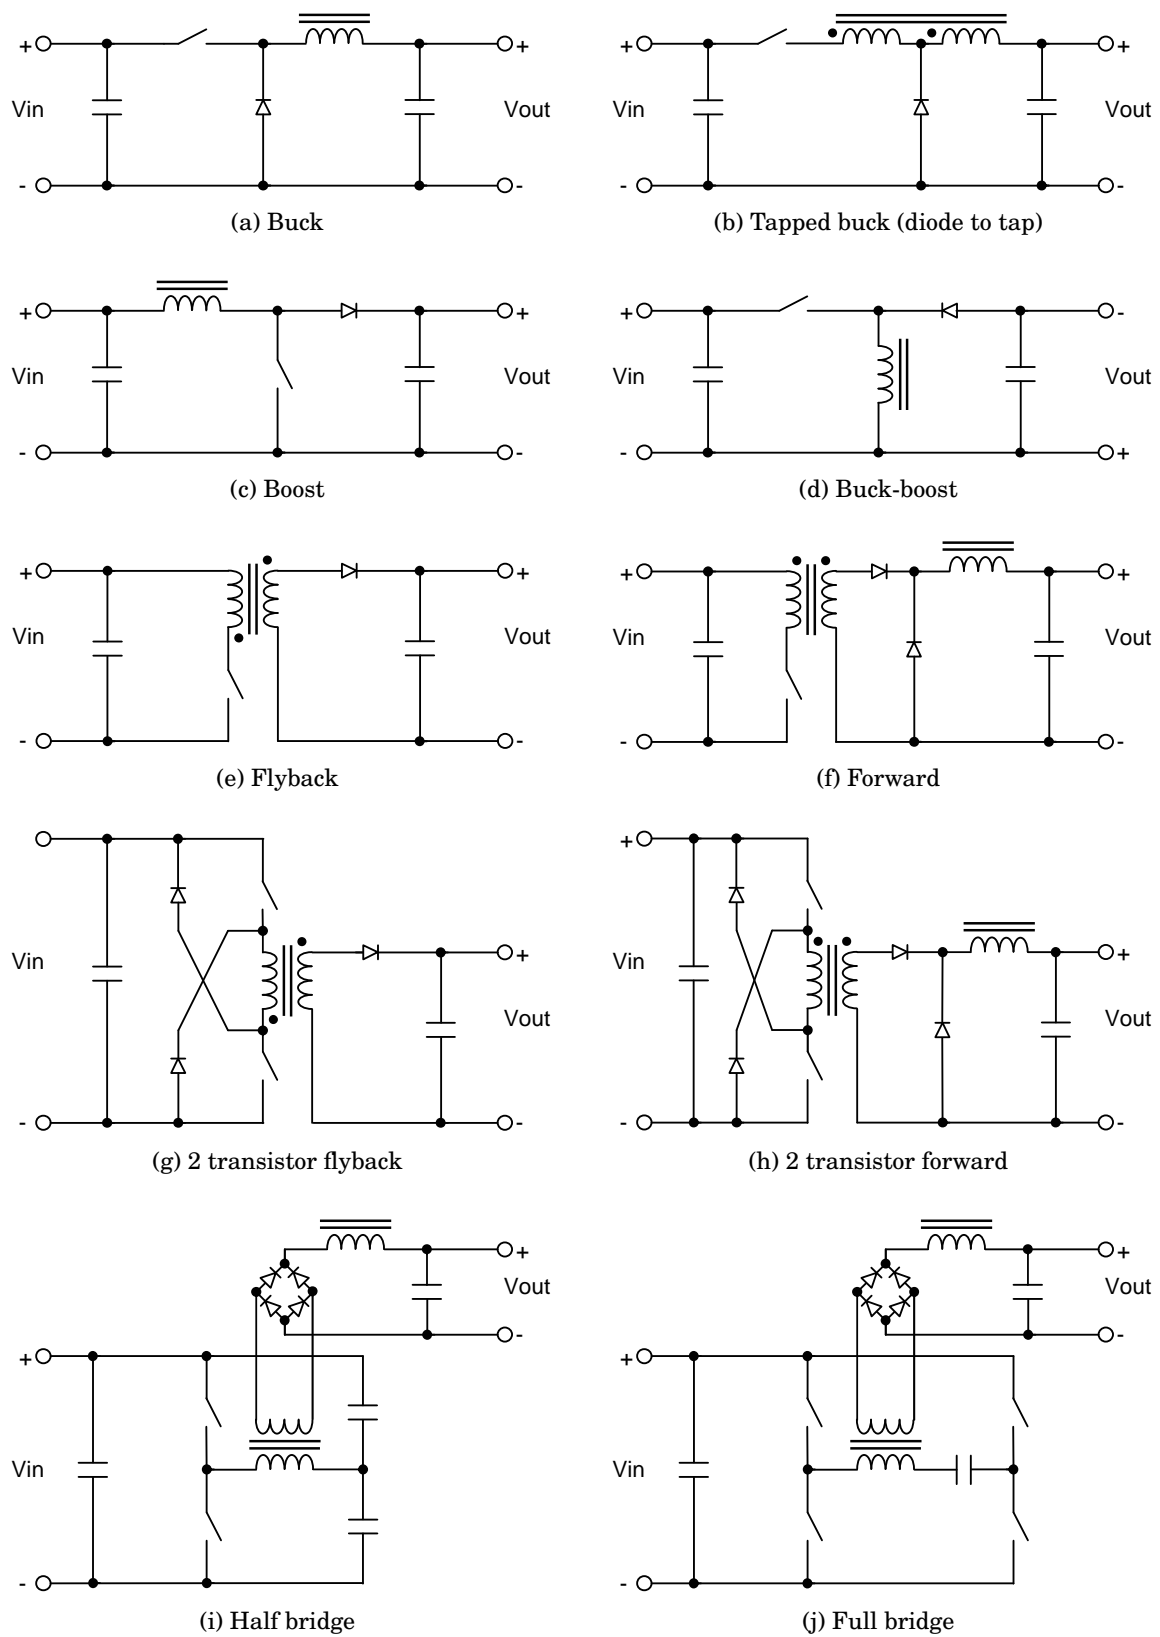 + +
Vin Vout
- -
(a) Buck
+ +
Vin Vout
- -
(b) Tapped buck (diode to tap)
+ +
Vin Vout
- -
(c) Boost
+ -
Vin Vout
- +
(d) Buck-boost
+ +
Vin Vout
- -
(e) Flyback
+ +
Vin Vout
- -
(f) Forward
+
Vin Vout
- -
(g) 2 transistor flyback
+ +
Vin Vout
- -
(h) 2 transistor forward
+
Vout
-
+
Vin
-
(i) Half bridge
+
Vout
-
+
Vin
-
(j) Full bridge